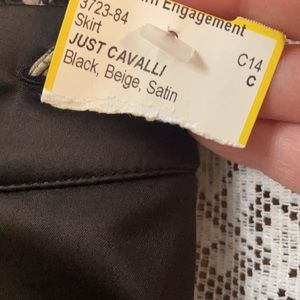 Engagement
3723-84 C14
Skirt C
JUST CAVALLI
Black, Beige, Satin